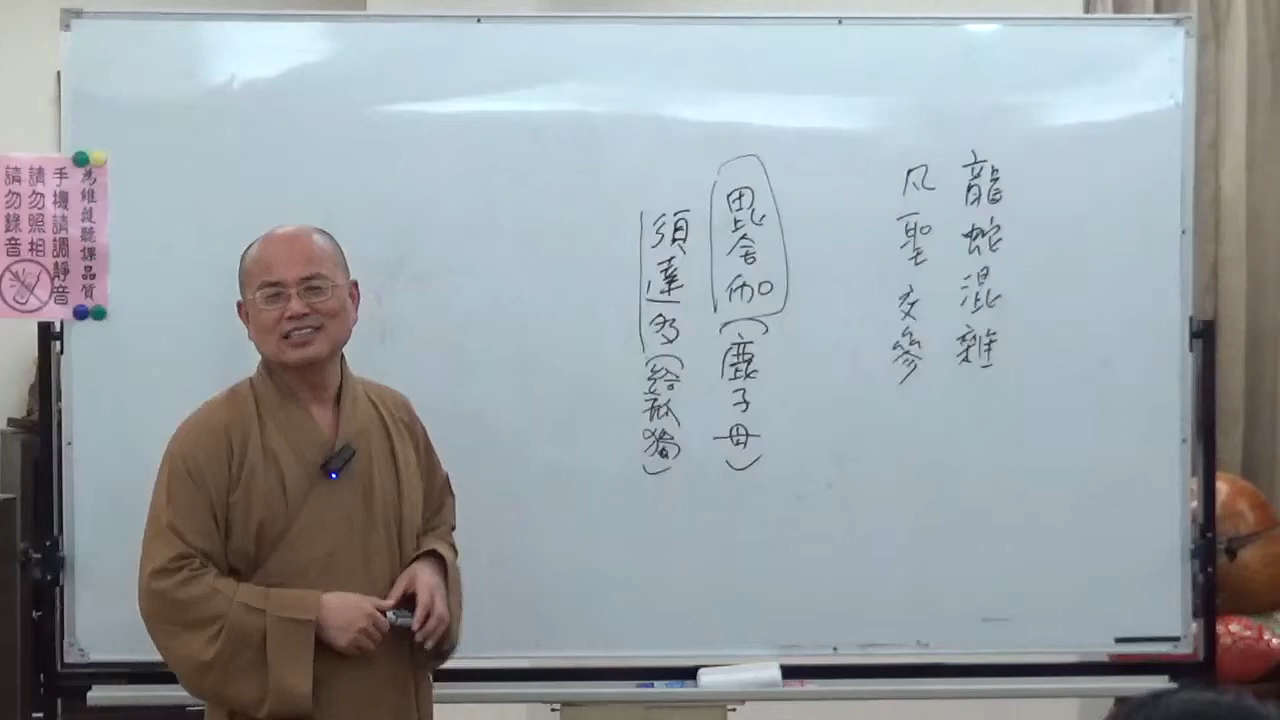 龍蛇混雜
凡聖交參
毘舍佉(鹿子母)
須達多(給孤獨)
為維護聽課品質
手機請調靜音
請勿照相
請勿錄音